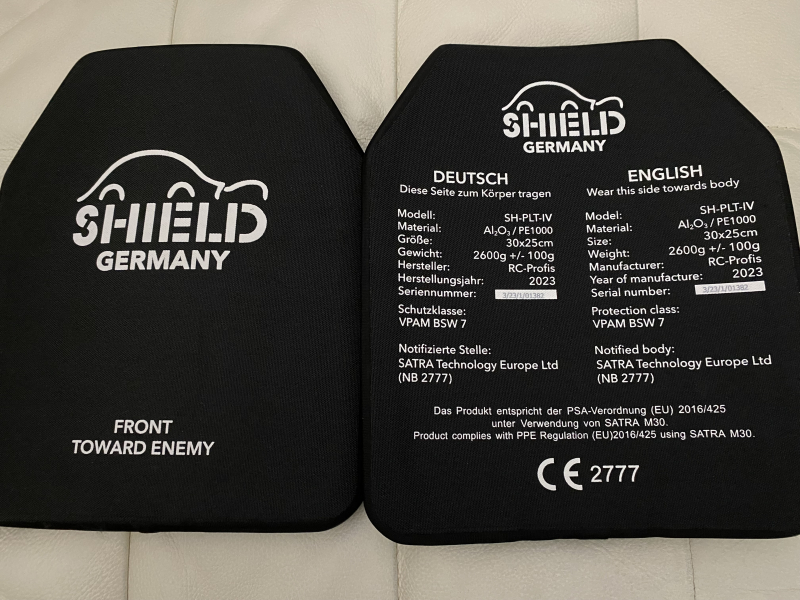 SHIELD
GERMANY
FRONT
TOWARD ENEMY
SHIELD
GERMANY
DEUTSCH
Diese Seite zum Körper tragen
Modell: SH-PLT-IV
Material: Al₂O₃ / PE1000
Größe: 30x25cm
Gewicht: 2600g +/- 100g
Hersteller: RC-Profis
Herstellungsjahr: 2023
Seriennummer: 3/23/1/01382
Schutzklasse:
VPAM BSW 7
Notifizierte Stelle:
SATRA Technology Europe Ltd
(NB 2777)
ENGLISH
Wear this side towards body
Model: SH-PLT-IV
Material: Al₂O₃ / PE1000
Size: 30x25cm
Weight: 2600g +/- 100g
Manufacturer: RC-Profis
Year of manufacture: 2023
Serial number: 3/23/1/01382
Protection class:
VPAM BSW 7
Notified body:
SATRA Technology Europe Ltd
(NB 2777)
Das Produkt entspricht der PSA-Verordnung (EU) 2016/425
unter Verwendung von SATRA M30.
Product complies with PPE Regulation (EU)2016/425 using SATRA M30.
CE 2777